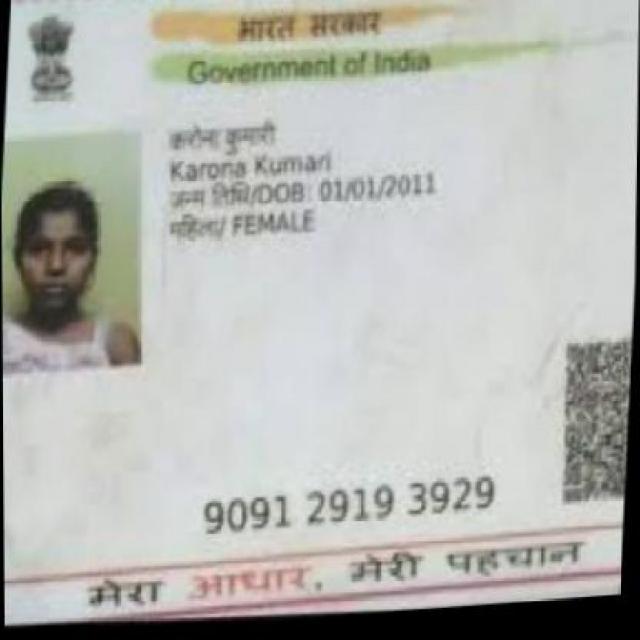 भारत सरकार
Government of India
करोना कुमारी
Karona Kumari
जन्म तिथि/DOB: 01/01/2011
महिला/ FEMALE
9091 2919 3929
मेरा आधार, मेरी पहचान